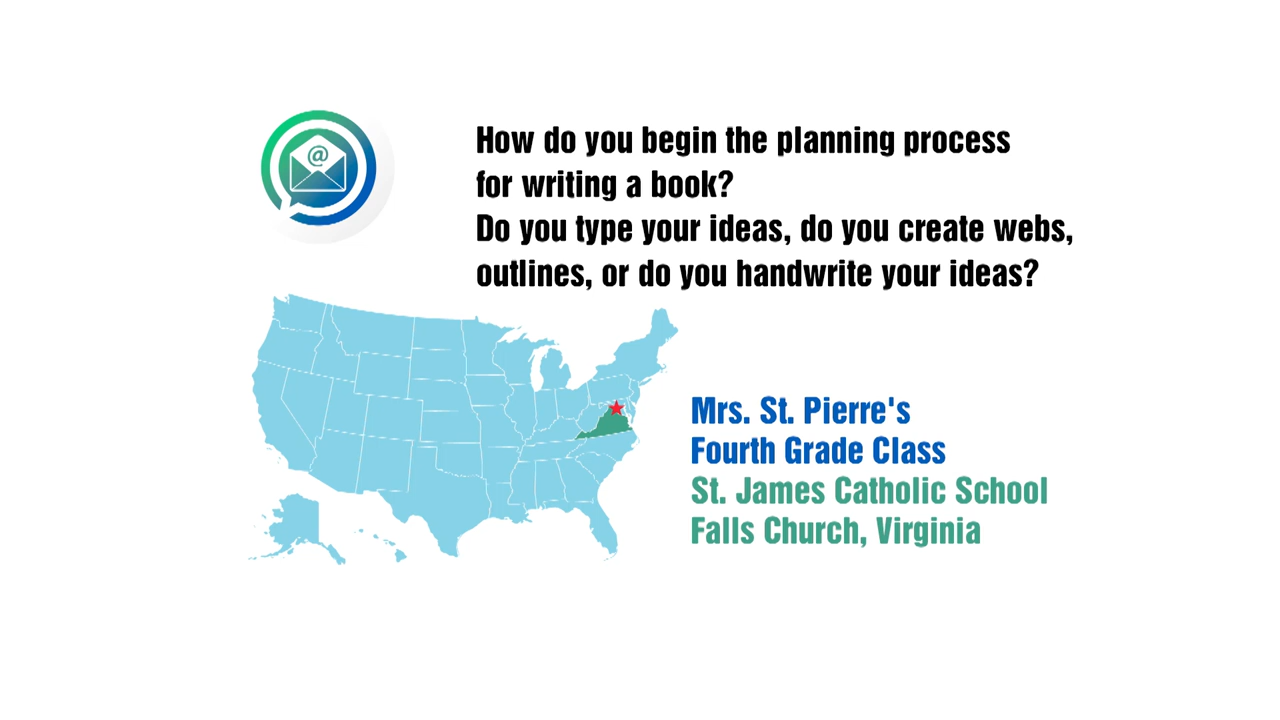 @
How do you begin the planning process
for writing a book?
Do you type your ideas, do you create webs,
outlines, or do you handwrite your ideas?
Mrs. St. Pierre's
Fourth Grade Class
St. James Catholic School
Falls Church, Virginia